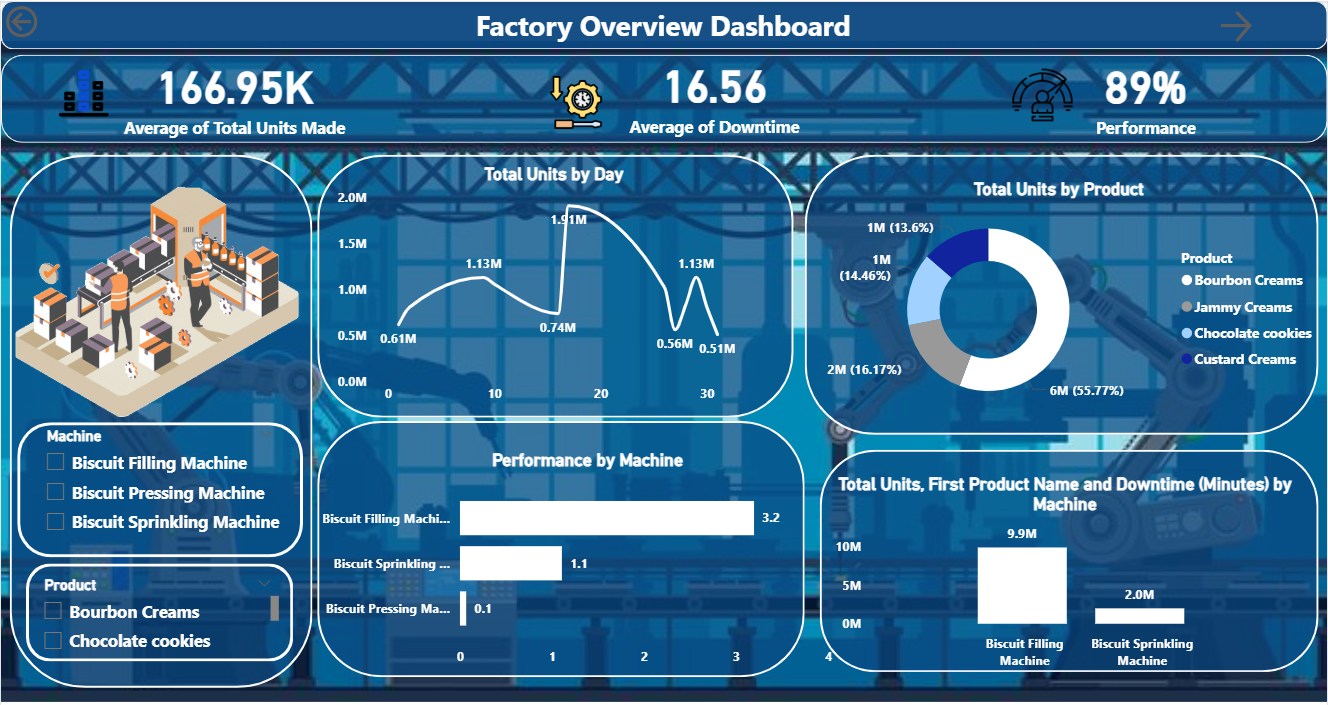 Factory Overview Dashboard
166.95K
Average of Total Units Made
16.56
Average of Downtime
89%
Performance
Total Units by Day
2.0M
1.5M
1.0M
0.5M
0.0M
0.61M
1.13M
0.74M
1.91M
0.56M
1.13M
0.51M
0
10
20
30
Total Units by Product
1M (13.6%)
1M
(14.46%)
2M (16.17%)
6M (55.77%)
Product
Bourbon Creams
Jammy Creams
Chocolate cookies
Custard Creams
Machine
Biscuit Filling Machine
Biscuit Pressing Machine
Biscuit Sprinkling Machine
Product
Bourbon Creams
Chocolate cookies
Performance by Machine
Biscuit Filling Machi...
3.2
Biscuit Sprinkling ...
1.1
Biscuit Pressing Ma...
0.1
0
1
2
3
4
Total Units, First Product Name and Downtime (Minutes) by
Machine
10M
5M
0M
9.9M
2.0M
Biscuit Filling
Machine
Biscuit Sprinkling
Machine